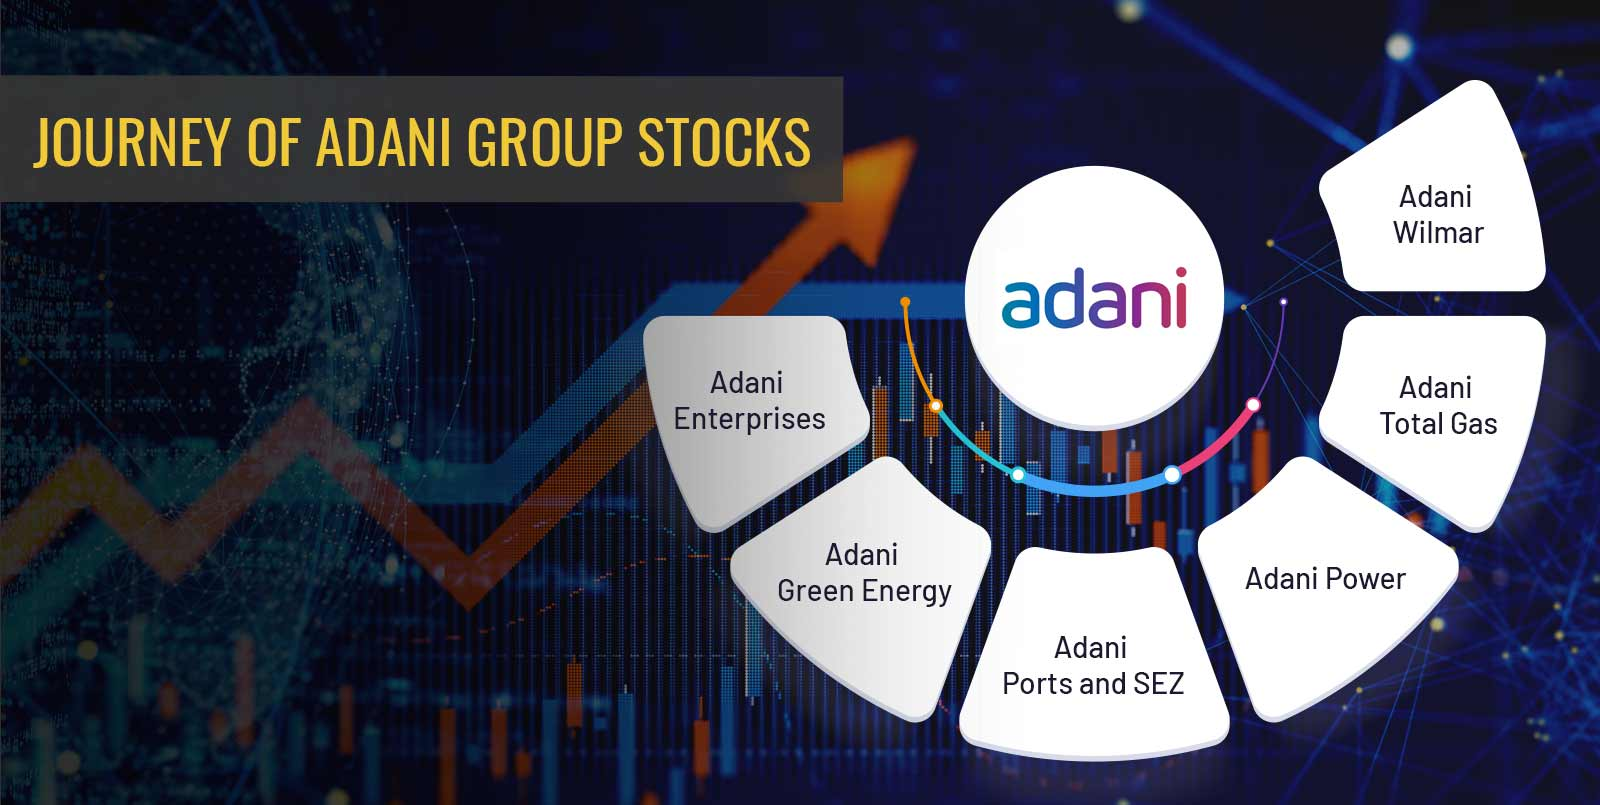 JOURNEY OF ADANI GROUP STOCKS
adani
Adani
Enterprises
Adani
Green Energy
Adani
Ports and SEZ
Adani Power
Adani
Total Gas
Adani
Wilmar